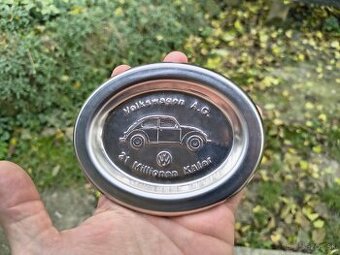 Volkswagen A.G.
21 Millionen Käfer